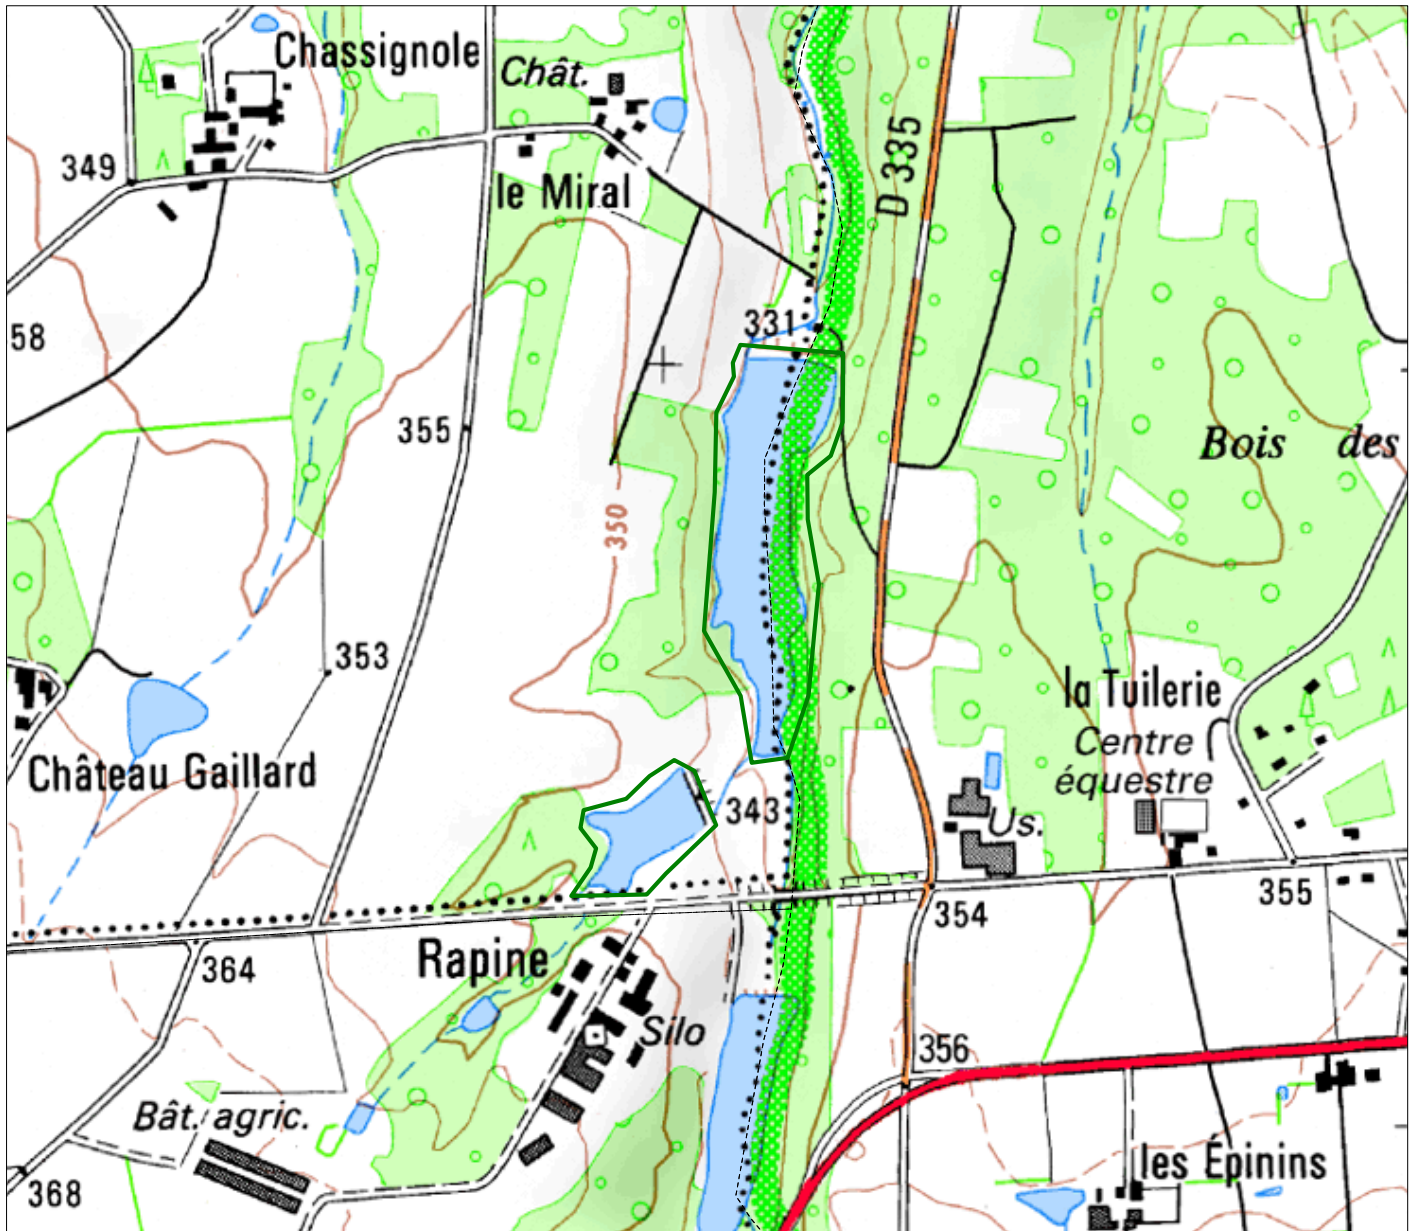 Chassignole
Chât.
349
le Miral
D 335
58
331
355
Bois des
350
353
la Tuilerie
Centre
équestre
Château Gaillard
343
Us.
355
354
Rapine
364
Silo
356
Bât. agric.
les Épinins
368